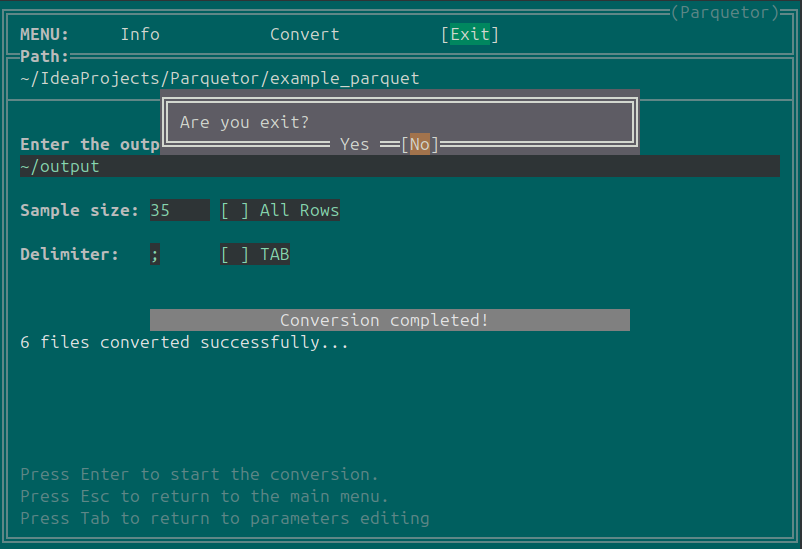 (Parquetor)
MENU: Info Convert [Exit]
Path:
~/IdeaProjects/Parquetor/example_parquet
Are you exit?
Yes [No]
Enter the outp
~/output
Sample size: 35 [ ] All Rows
Delimiter: ; [ ] TAB
Conversion completed!
6 files converted successfully...
Press Enter to start the conversion.
Press Esc to return to the main menu.
Press Tab to return to parameters editing